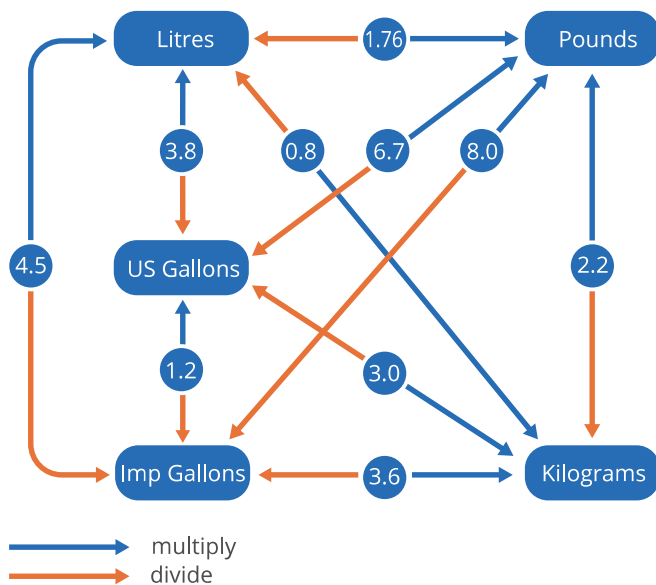 Litres
1.76
Pounds
3.8
0.8
6.7
8.0
4.5
US Gallons
2.2
1.2
3.0
Imp Gallons
3.6
Kilograms
multiply
divide